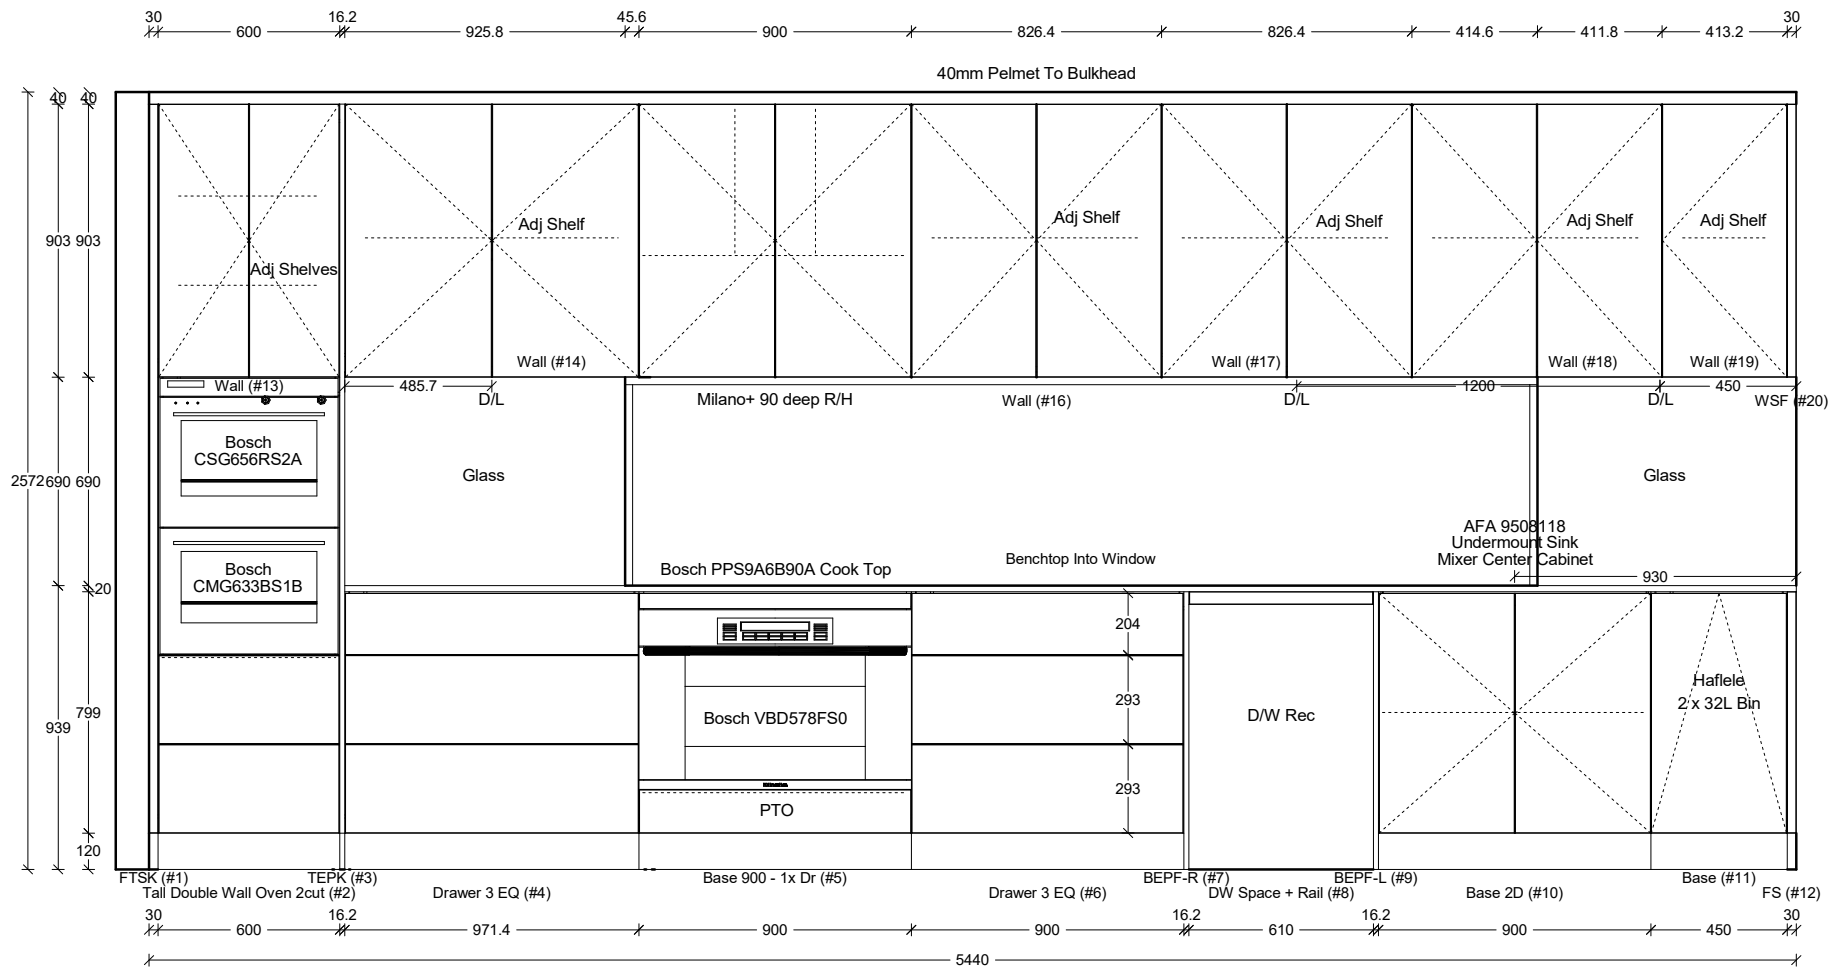 30 16.2 45.6 30
600 925.8 900 826.4 826.4 414.6 411.8 413.2
40mm Pelmet To Bulkhead
40 40
Adj Shelf Adj Shelf Adj Shelf Adj Shelf Adj Shelf
903 903
Adj Shelves
Wall (#14) Wall (#17) Wall (#18) Wall (#19)
Wall (#13) 485.7 1200 450
D/L Milano+ 90 deep R/H Wall (#16) D/L D/L WSF (#20)
Bosch
CSG656RS2A
Glass Glass
2572 690 690
AFA 9508118
Undermount Sink
Mixer Center Cabinet
Benchtop Into Window
Bosch PPS9A6B90A Cook Top
Bosch
CMG633BS1B
930
20
204
Haflele
2 x 32L Bin
293
939 799
Bosch VBD578FS0 D/W Rec
293
PTO
120
FTSK (#1) TEPK (#3) Base 900 - 1x Dr (#5) BEPF-R (#7) BEPF-L (#9) Base (#11)
Tall Double Wall Oven 2cut (#2) Drawer 3 EQ (#4) Drawer 3 EQ (#6) DW Space + Rail (#8) Base 2D (#10) FS (#12)
30 16.2 16.2 16.2 30
600 971.4 900 900 610 900 450
5440